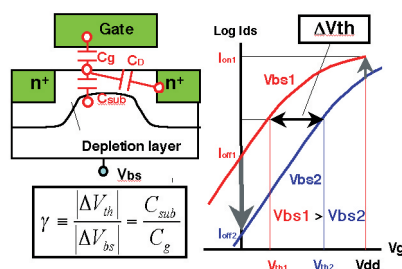 Gate
Cg
CD
n+
n+
Csub
Depletion layer
Vbs
γ ≡ |ΔVth| / |ΔVbs| = Csub / Cg
Log Ids
ΔVth
Ion1
Vbs1
Ioff1
Vbs2
Vbs1 > Vbs2
Ioff2
Vth1
Vth2
Vdd
Vg